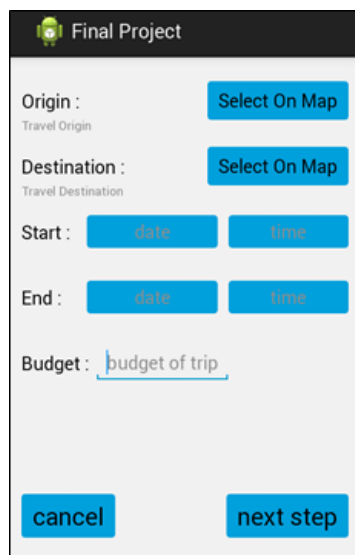 Final Project
Origin : Select On Map
Travel Origin
Destination : Select On Map
Travel Destination
Start : date time
End : date time
Budget : budget of trip
cancel next step